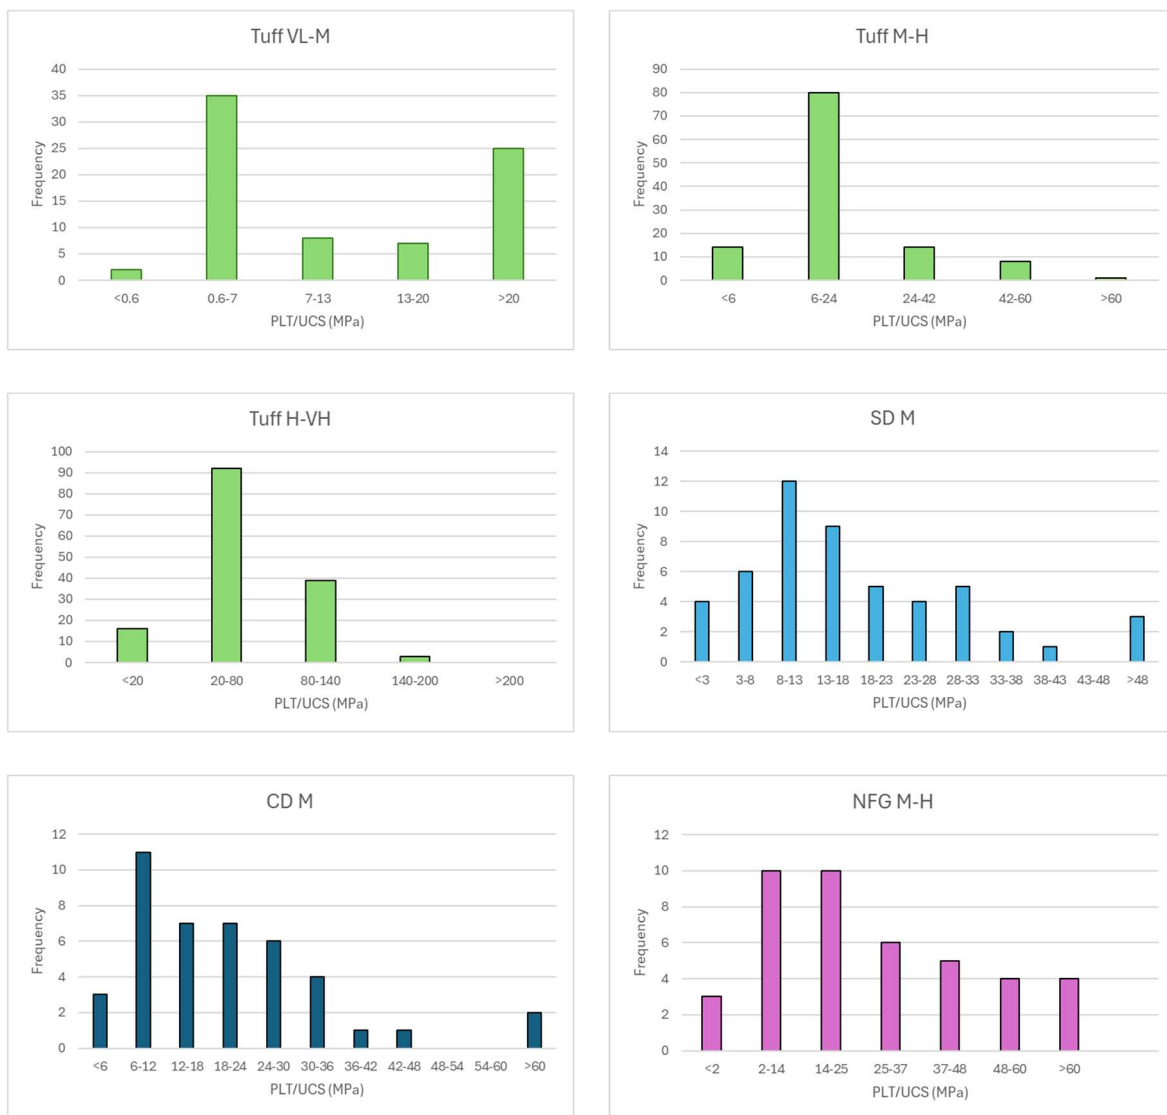 Tuff VL-M
40
35
30
25
20
15
10
5
0
Frequency
<0.6 0.6-7 7-13 13-20 >20
PLT/UCS (MPa)
Tuff M-H
90
80
70
60
50
40
30
20
10
0
Frequency
<6 6-24 24-42 42-60 >60
PLT/UCS (MPa)
Tuff H-VH
100
90
80
70
60
50
40
30
20
10
0
Frequency
<20 20-80 80-140 140-200 >200
PLT/UCS (MPa)
SD M
14
12
10
8
6
4
2
0
Frequency
<3 3-8 8-13 13-18 18-23 23-28 28-33 33-38 38-43 43-48 >48
PLT/UCS (MPa)
CD M
12
10
8
6
4
2
0
Frequency
<6 6-12 12-18 18-24 24-30 30-36 36-42 42-48 48-54 54-60 >60
PLT/UCS (MPa)
NFG M-H
12
10
8
6
4
2
0
Frequency
<2 2-14 14-25 25-37 37-48 48-60 >60
PLT/UCS (MPa)